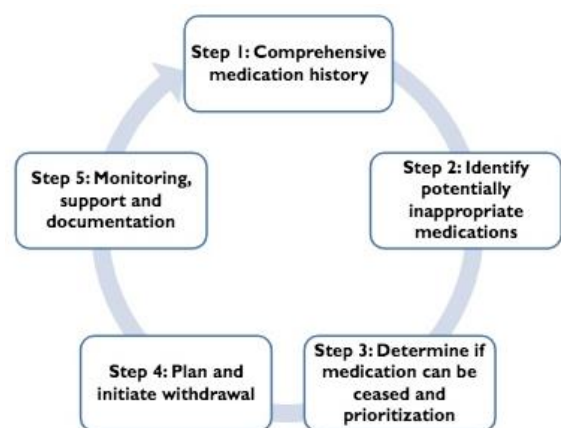 Step 1: Comprehensive
medication history
Step 2: Identify
potentially
inappropriate
medications
Step 3: Determine if
medication can be
ceased and
prioritization
Step 4: Plan and
initiate withdrawal
Step 5: Monitoring,
support and
documentation